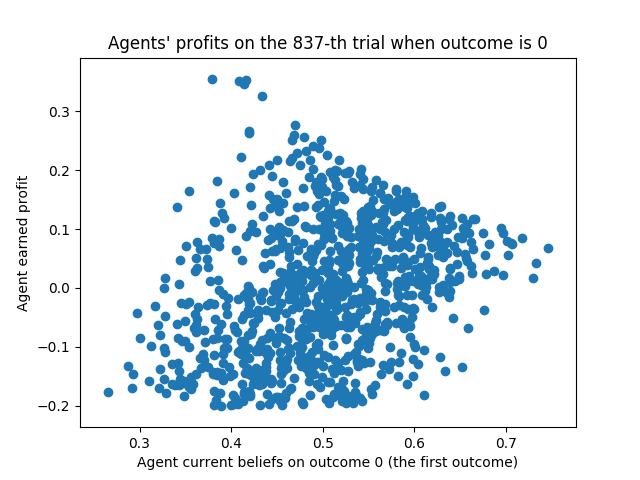 Agents' profits on the 837-th trial when outcome is 0
Agent earned profit
0.3
0.2
0.1
0.0
−0.1
−0.2
0.3 0.4 0.5 0.6 0.7
Agent current beliefs on outcome 0 (the first outcome)